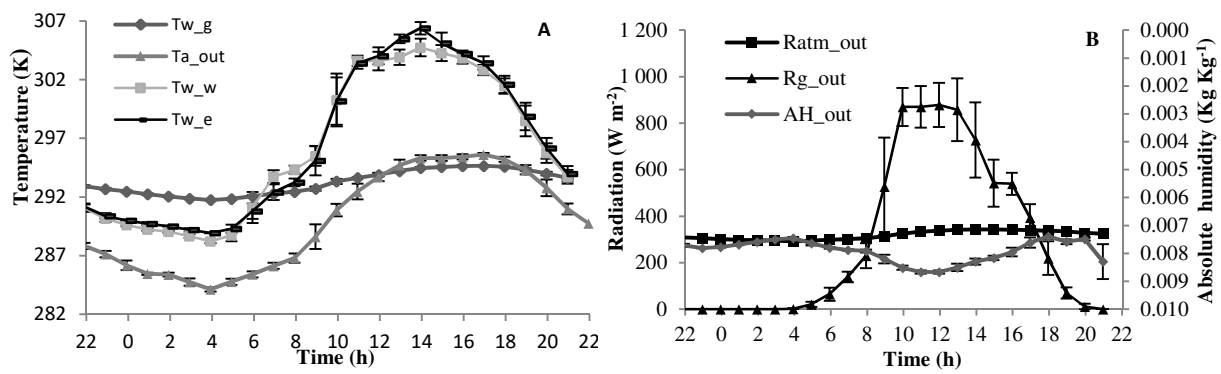 307
302
297
292
287
282
Temperature (K)
Tw_g
Ta_out
Tw_w
Tw_e
A
22 0 2 4 6 8 10 12 14 16 18 20 22
Time (h)
1 200
1 000
800
600
400
200
0
Radiation (W m-2)
Ratm_out
Rg_out
AH_out
B
0.000
0.001
0.002
0.003
0.004
0.005
0.006
0.007
0.008
0.009
0.010
Absolute humidity (Kg Kg-1)
22 0 2 4 6 8 10 12 14 16 18 20 22
Time (h)